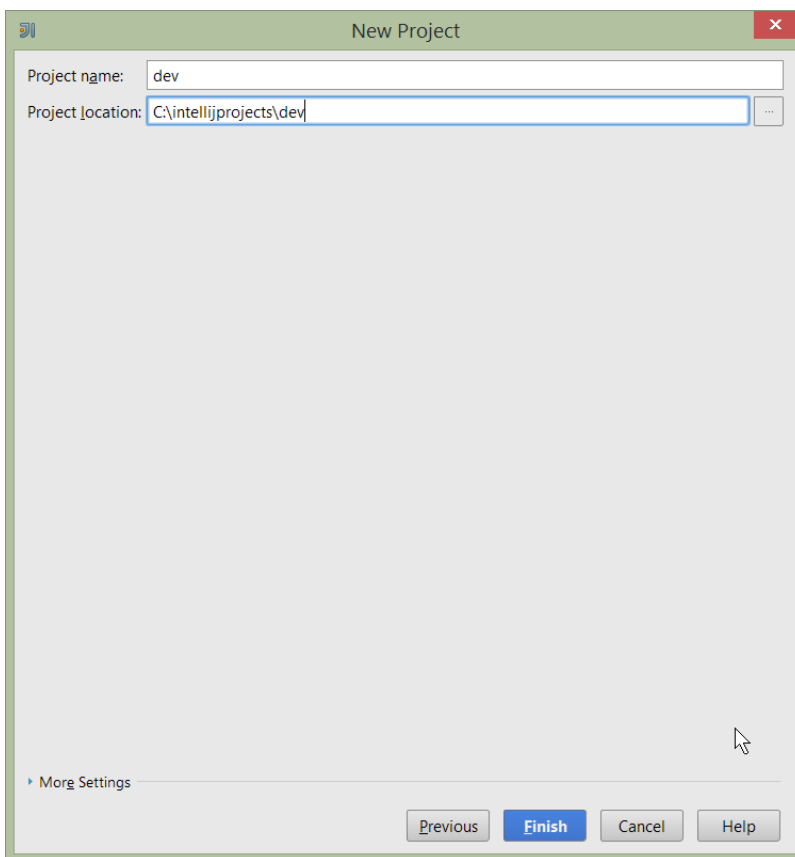 New Project
Project name: dev
Project location: C:\intellijprojects\dev ...
More Settings
Previous Finish Cancel Help